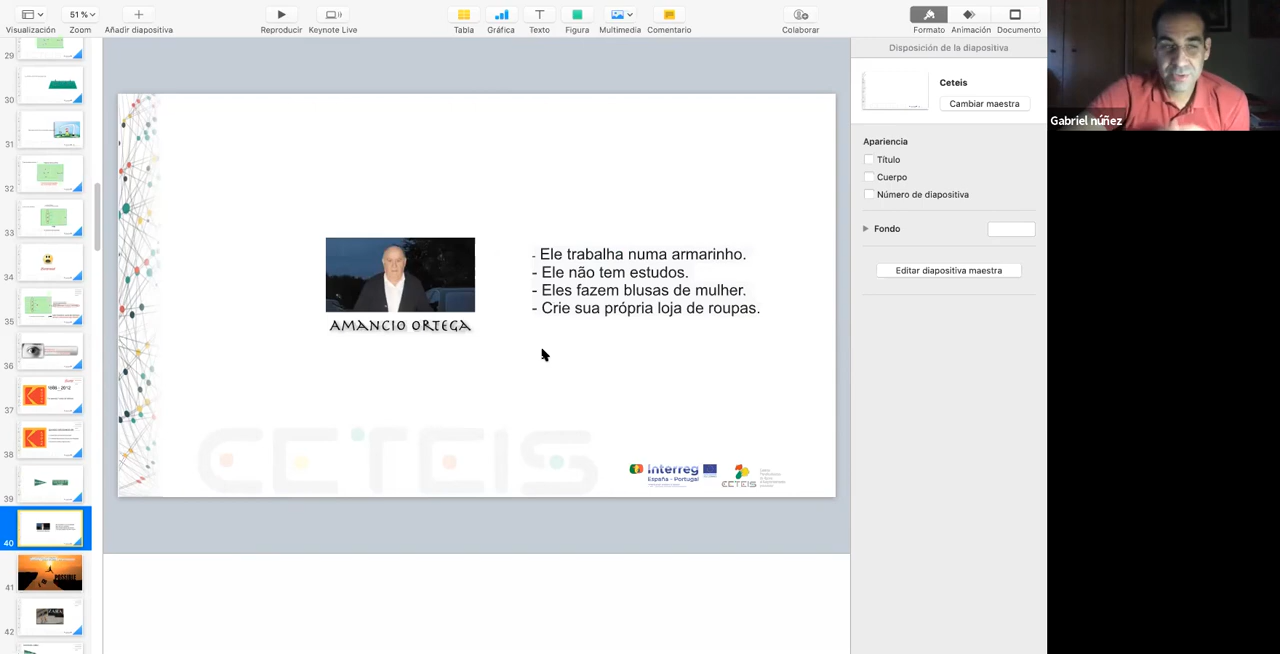 Visualización
51 %
Zoom
Añadir diapositiva
Reproducir
Keynote Live
Tabla
Gráfica
Texto
Figura
Multimedia
Comentario
Colaborar
Formato
Animación
Documento
Disposición de la diapositiva
Ceteis
Cambiar maestra
Apariencia
Título
Cuerpo
Número de diapositiva
Fondo
Editar diapositiva maestra
Gabriel núñez
29
30
31
32
33
34
35
36
37
38
39
40
41
42
- Ele trabalha numa armarinho.
- Ele não tem estudos.
- Eles fazem blusas de mulher.
- Crie sua própria loja de roupas.
AMANCIO ORTEGA
CETEIS
Interreg
España - Portugal
CETEIS